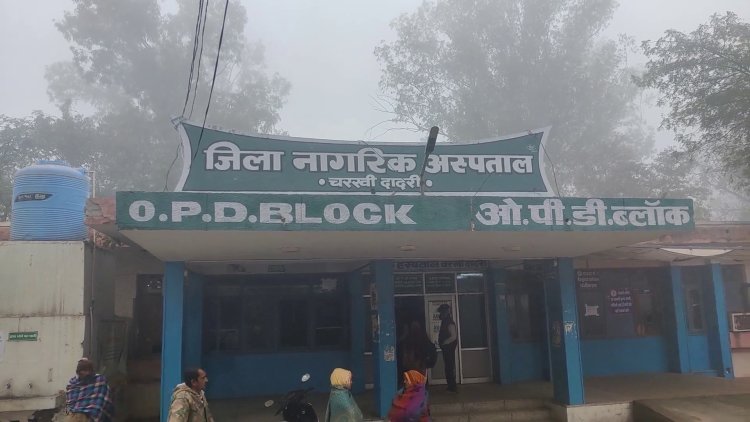 जिला नागरिक अस्पताल
• चरखी दादरी •
O.P.D.BLOCK ओ.पी.डी.ब्लॉक